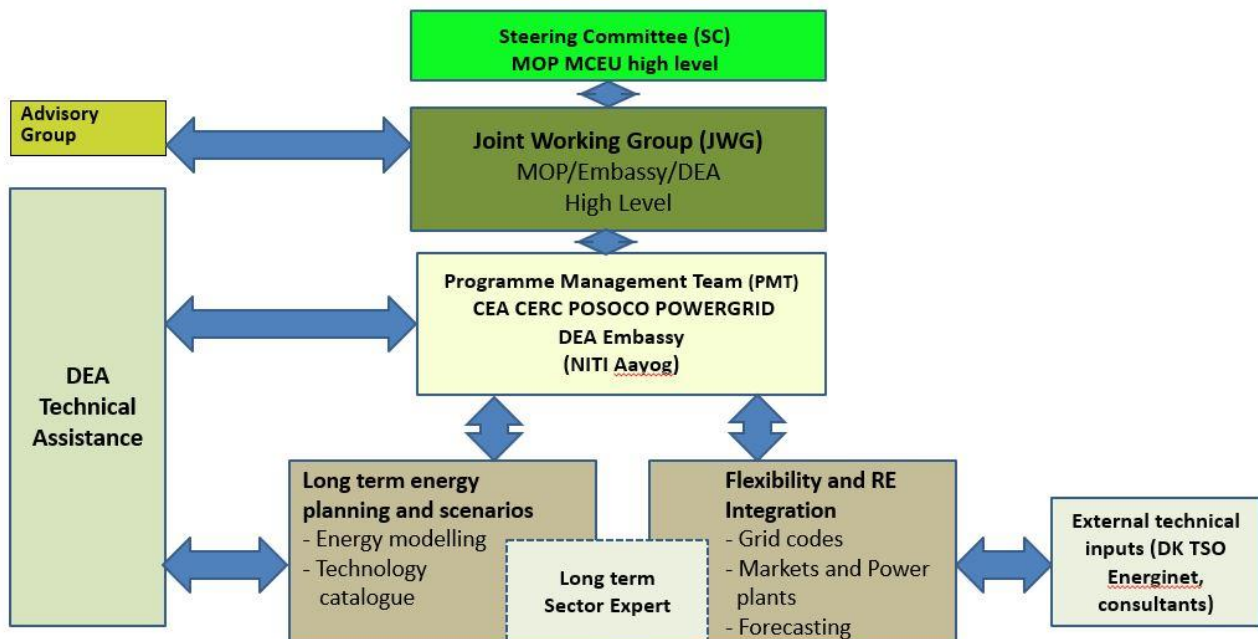 Steering Committee (SC)
MOP MCEU high level
Advisory
Group
Joint Working Group (JWG)
MOP/Embassy/DEA
High Level
Programme Management Team (PMT)
CEA CERC POSOCO POWERGRID
DEA Embassy
(NITI Aayog)
DEA
Technical
Assistance
Long term energy
planning and scenarios
- Energy modelling
- Technology
catalogue
Long term
Sector Expert
Flexibility and RE
Integration
- Grid codes
- Markets and Power
plants
- Forecasting
External technical
inputs (DK TSO
Energinet,
consultants)